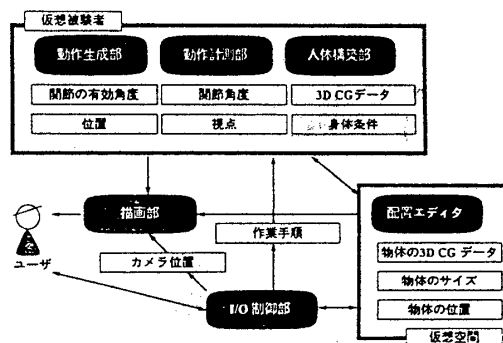 仮想被験者
動作生成部 動作計測部 人体構築部
関節の有効角度 関節角度 3D CGデータ
位置 視点 身体条件
描画部 配置エディタ
作業手順
ユーザ カメラ位置
物体の3D CG データ
物体のサイズ
I/O 制御部 物体の位置
仮想空間